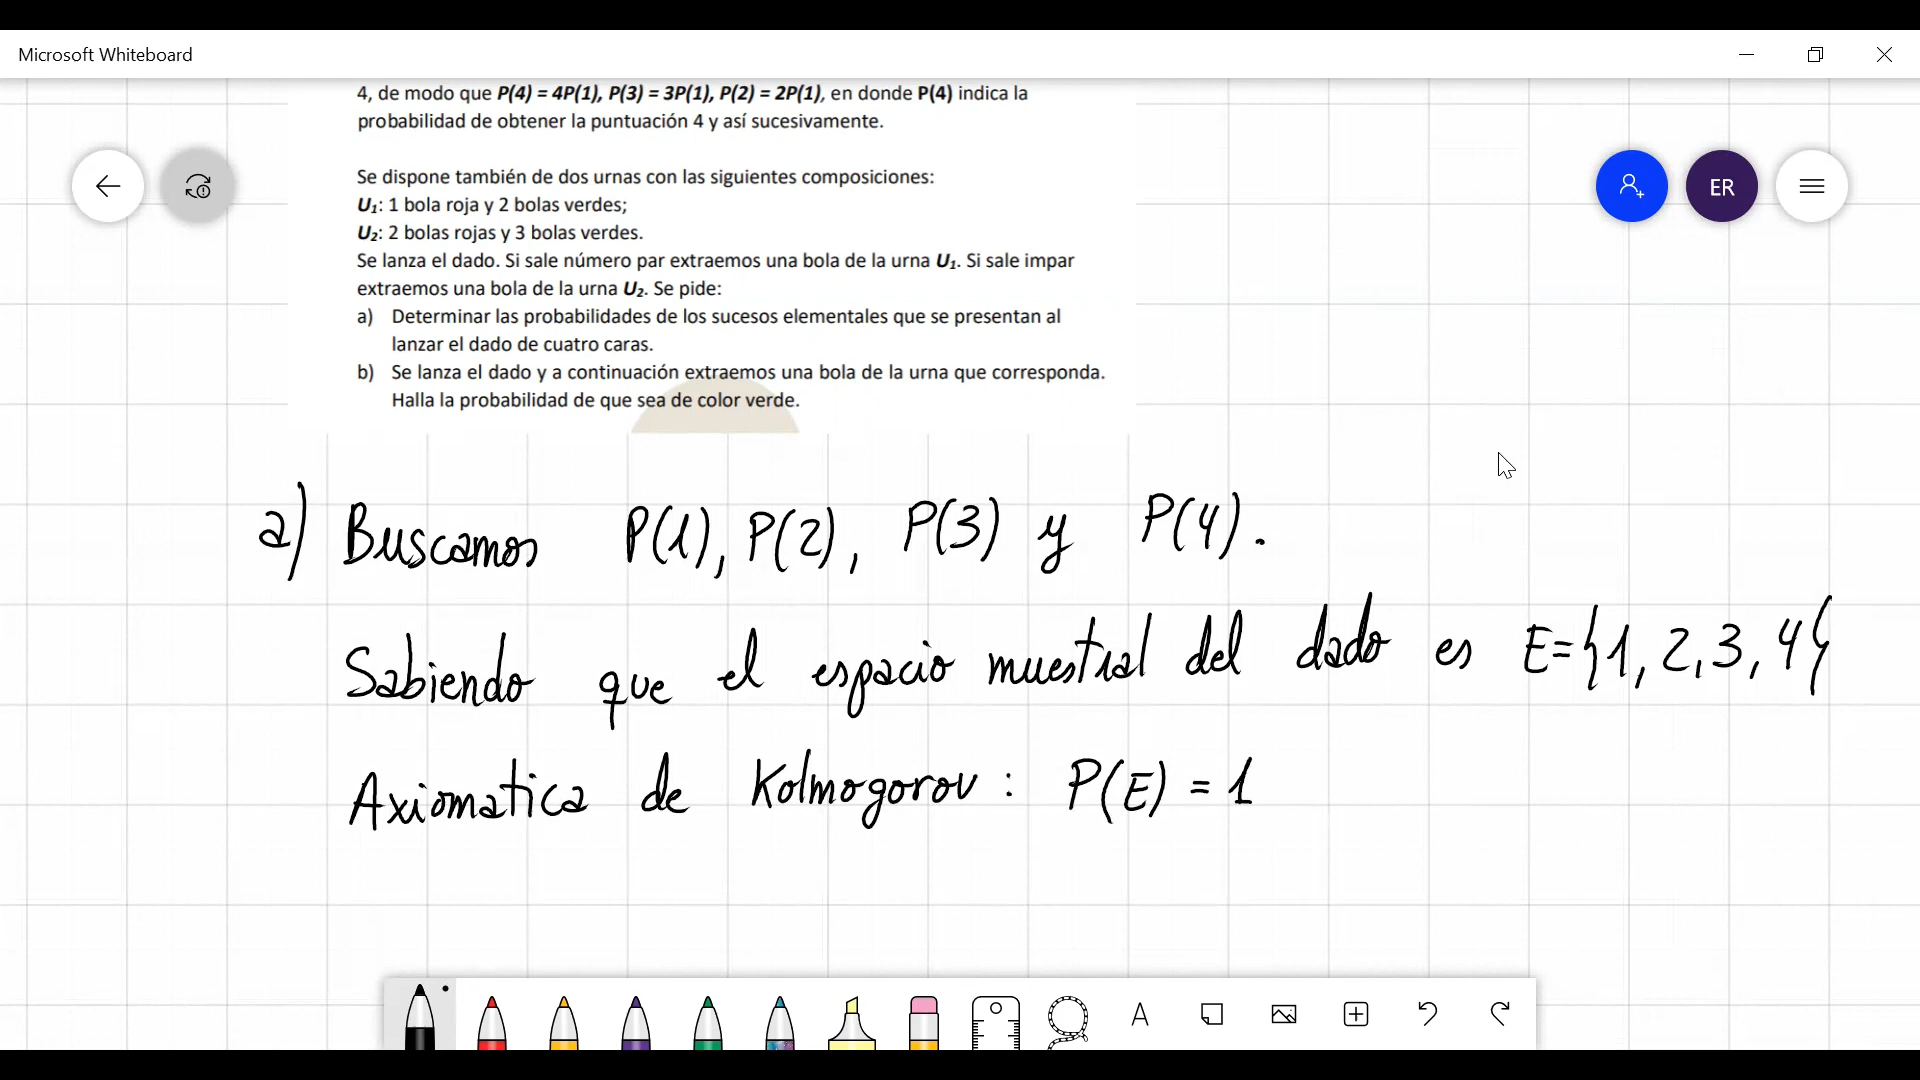 Microsoft Whiteboard
4, de modo que P(4) = 4P(1), P(3) = 3P(1), P(2) = 2P(1), en donde P(4) indica la
probabilidad de obtener la puntuación 4 y así sucesivamente.
Se dispone también de dos urnas con las siguientes composiciones:
U₁: 1 bola roja y 2 bolas verdes;
U₂: 2 bolas rojas y 3 bolas verdes.
Se lanza el dado. Si sale número par extraemos una bola de la urna U₁. Si sale impar
extraemos una bola de la urna U₂. Se pide:
a) Determinar las probabilidades de los sucesos elementales que se presentan al
lanzar el dado de cuatro caras.
b) Se lanza el dado y a continuación extraemos una bola de la urna que corresponda.
Halla la probabilidad de que sea de color verde.
ER
a) Buscamos P(1), P(2), P(3) y P(4).
Sabiendo que el espacio muestral del dado es E={1, 2, 3, 4}
Axiomatica de Kolmogorov: P(E) = 1
A